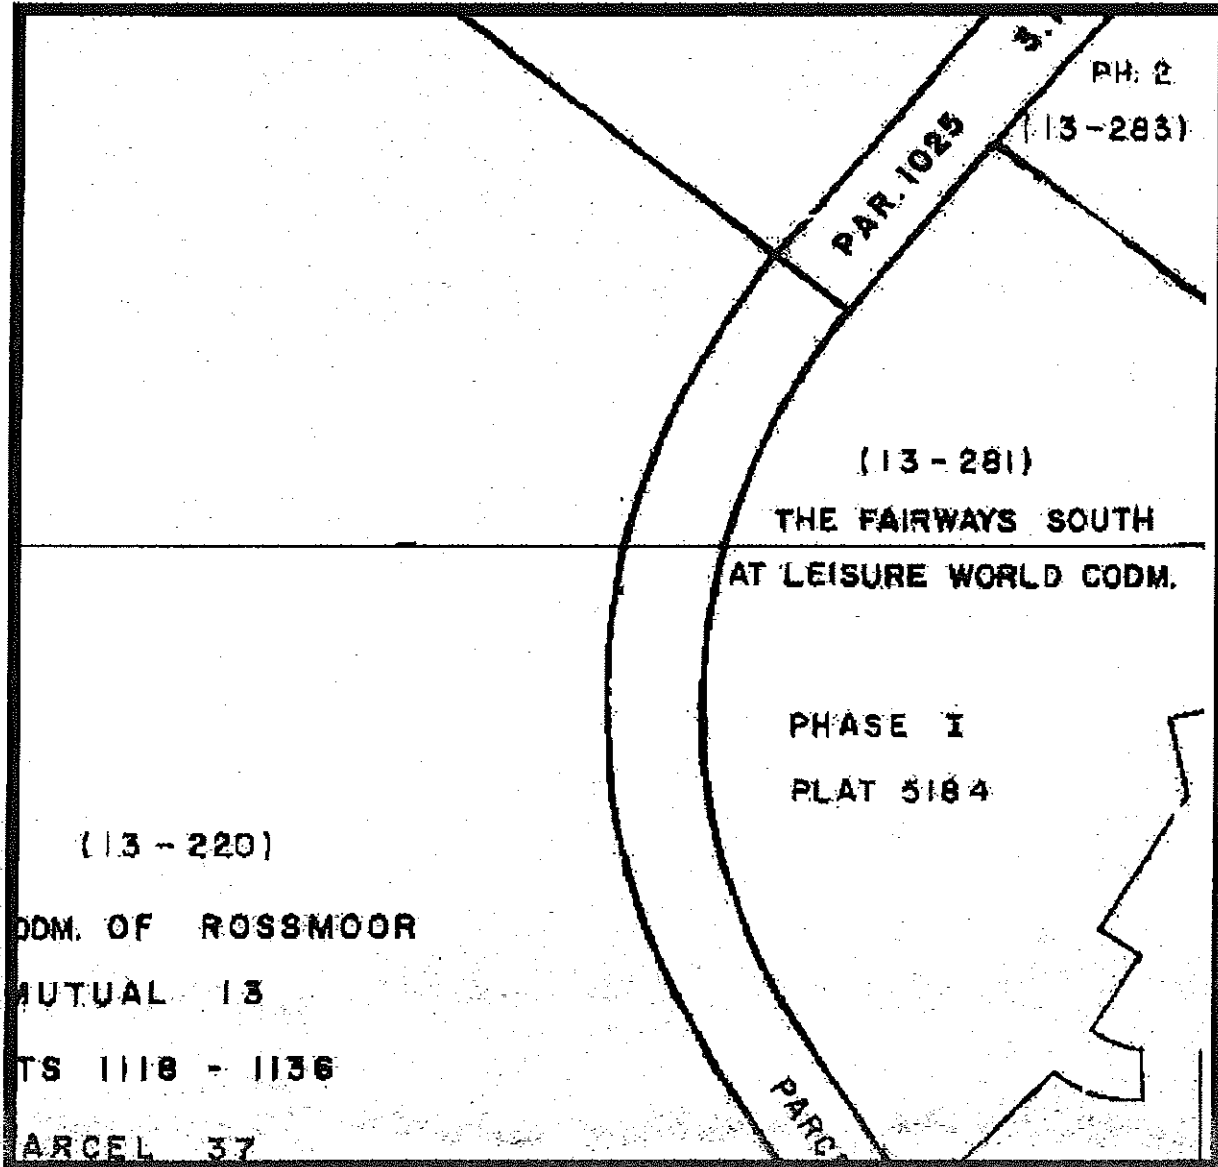 PH. 2
(13-283)
PAR. 1025
(13-281)
THE FAIRWAYS SOUTH
AT LEISURE WORLD CODM.
PHASE I
PLAT 5184
(13-220)
ODM. OF ROSSMOOR
MUTUAL 13
TS 1118 - 1136
ARCEL 37
PARC